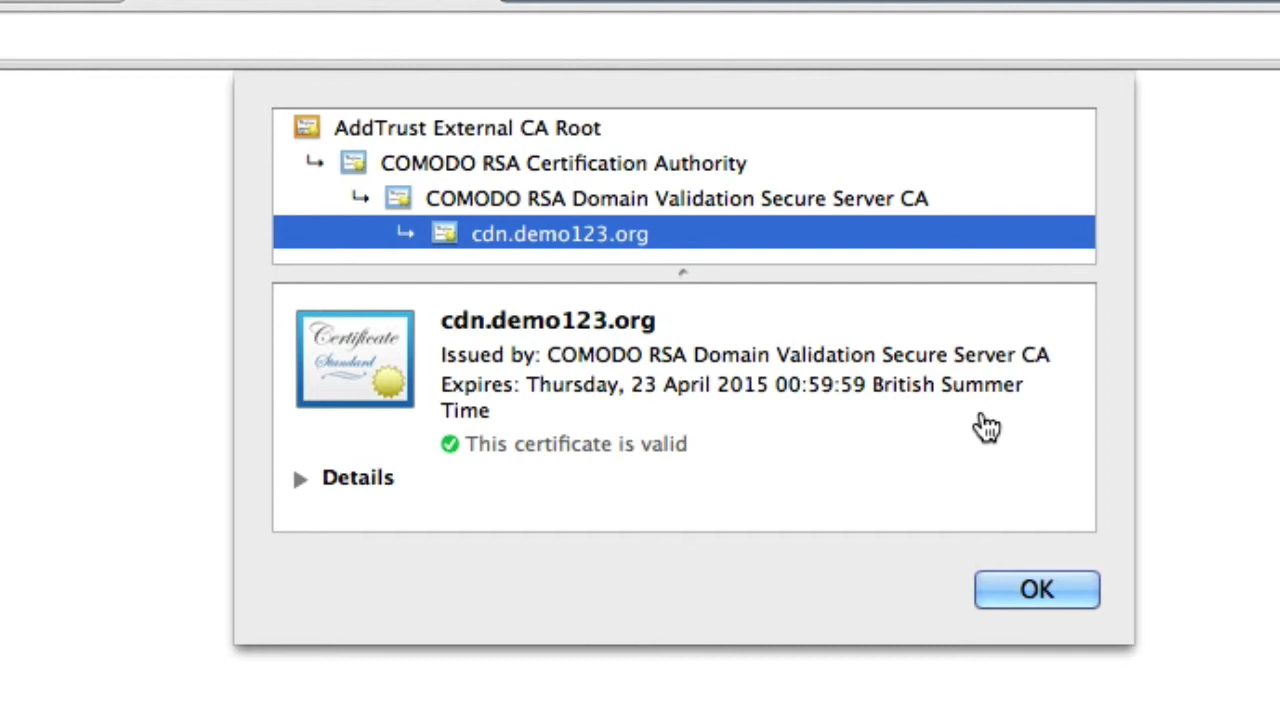 AddTrust External CA Root
↳ COMODO RSA Certification Authority
↳ COMODO RSA Domain Validation Secure Server CA
↳ cdn.demo123.org
Certificate
Standard
cdn.demo123.org
Issued by: COMODO RSA Domain Validation Secure Server CA
Expires: Thursday, 23 April 2015 00:59:59 British Summer
Time
This certificate is valid
Details
OK